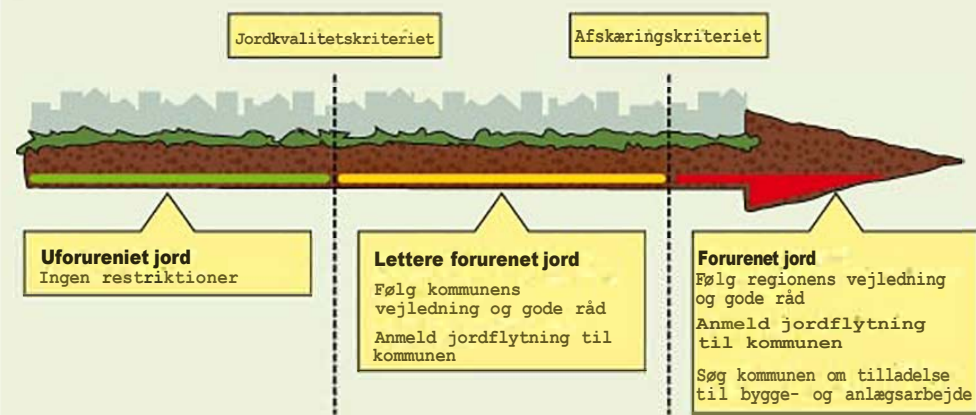 Jordkvalitetskriteriet
Afskæringskriteriet
Uforureniet jord
Ingen restriktioner
Lettere forurenet jord
Følg kommunens
vejledning og gode råd
Anmeld jordflytning til
kommunen
Forurenet jord
Følg regionens vejledning
og gode råd
Anmeld jordflytning
til kommunen
Søg kommunen om tilladelse
til bygge- og anlægsarbejde